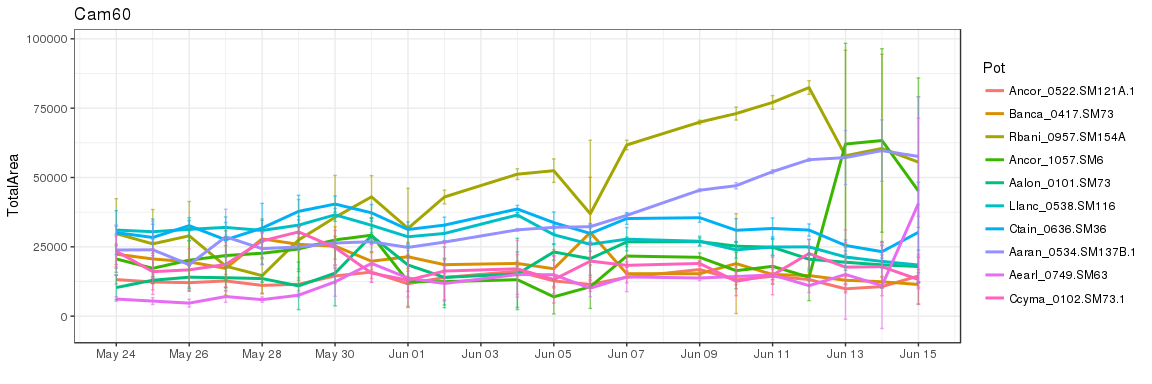 Cam60
TotalArea
100000
75000
50000
25000
0
May 24
May 26
May 28
May 30
Jun 01
Jun 03
Jun 05
Jun 07
Jun 09
Jun 11
Jun 13
Jun 15
Pot
Ancor_0522.SM121A.1
Banca_0417.SM73
Rbani_0957.SM154A
Ancor_1057.SM6
Aalon_0101.SM73
Llanc_0538.SM116
Ctain_0636.SM36
Aaran_0534.SM137B.1
Aearl_0749.SM63
Ccyma_0102.SM73.1